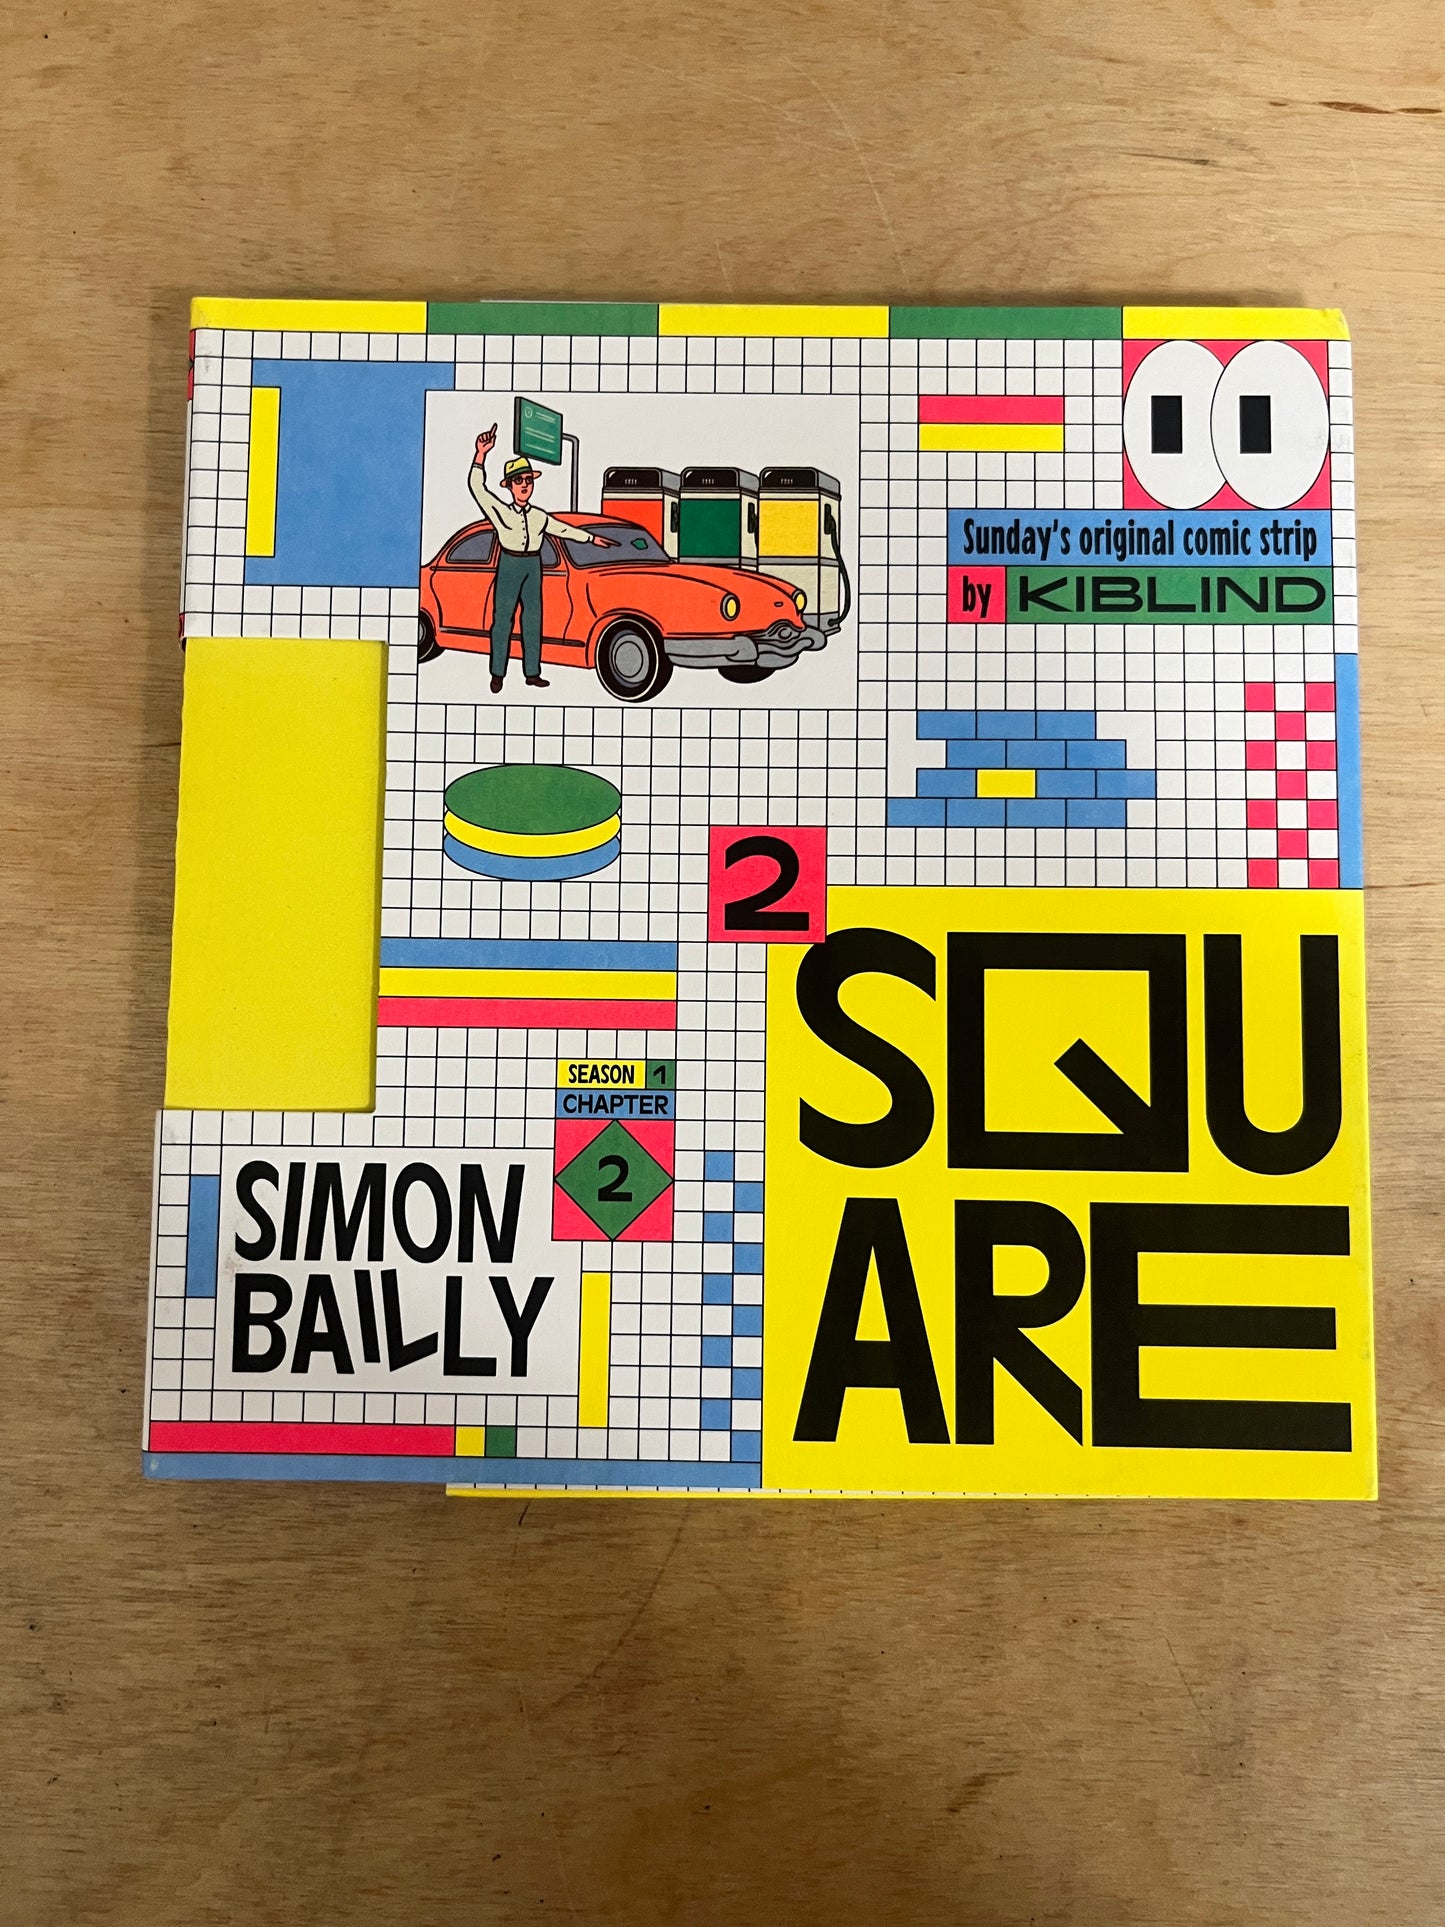 Sunday's original comic strip
by KIBLIND
2
SQU
ARE
SEASON 1
CHAPTER
2
SIMON
BAILLY